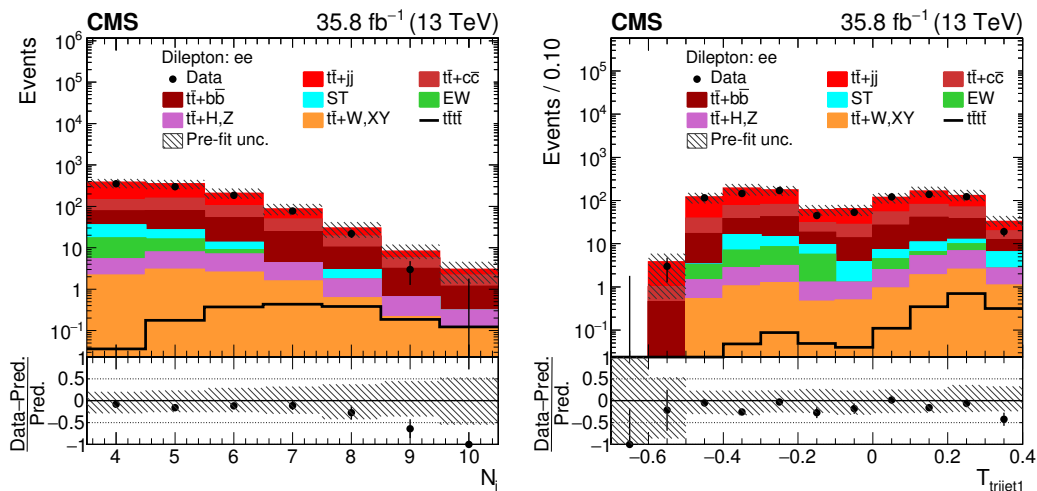 CMS 35.8 fb⁻¹ (13 TeV)
Events
10⁶
10⁵
10⁴
10³
10²
10
1
10⁻¹
Dilepton: ee
Data tt̄+jj tt̄+cc̄
tt̄+bb̄ ST EW
tt̄+H,Z tt̄+W,XY tt̄tt̄
Pre-fit unc.
Data−Pred
Pred.
1
0.5
0
−0.5
−1
4 5 6 7 8 9 10
N_j
CMS 35.8 fb⁻¹ (13 TeV)
Events / 0.10
10⁵
10⁴
10³
10²
10
1
10⁻¹
Dilepton: ee
Data tt̄+jj tt̄+cc̄
tt̄+bb̄ ST EW
tt̄+H,Z tt̄+W,XY tt̄tt̄
Pre-fit unc.
Data−Pred
Pred.
1
0.5
0
−0.5
−1
−0.6 −0.4 −0.2 0 0.2 0.4
T_trijet1